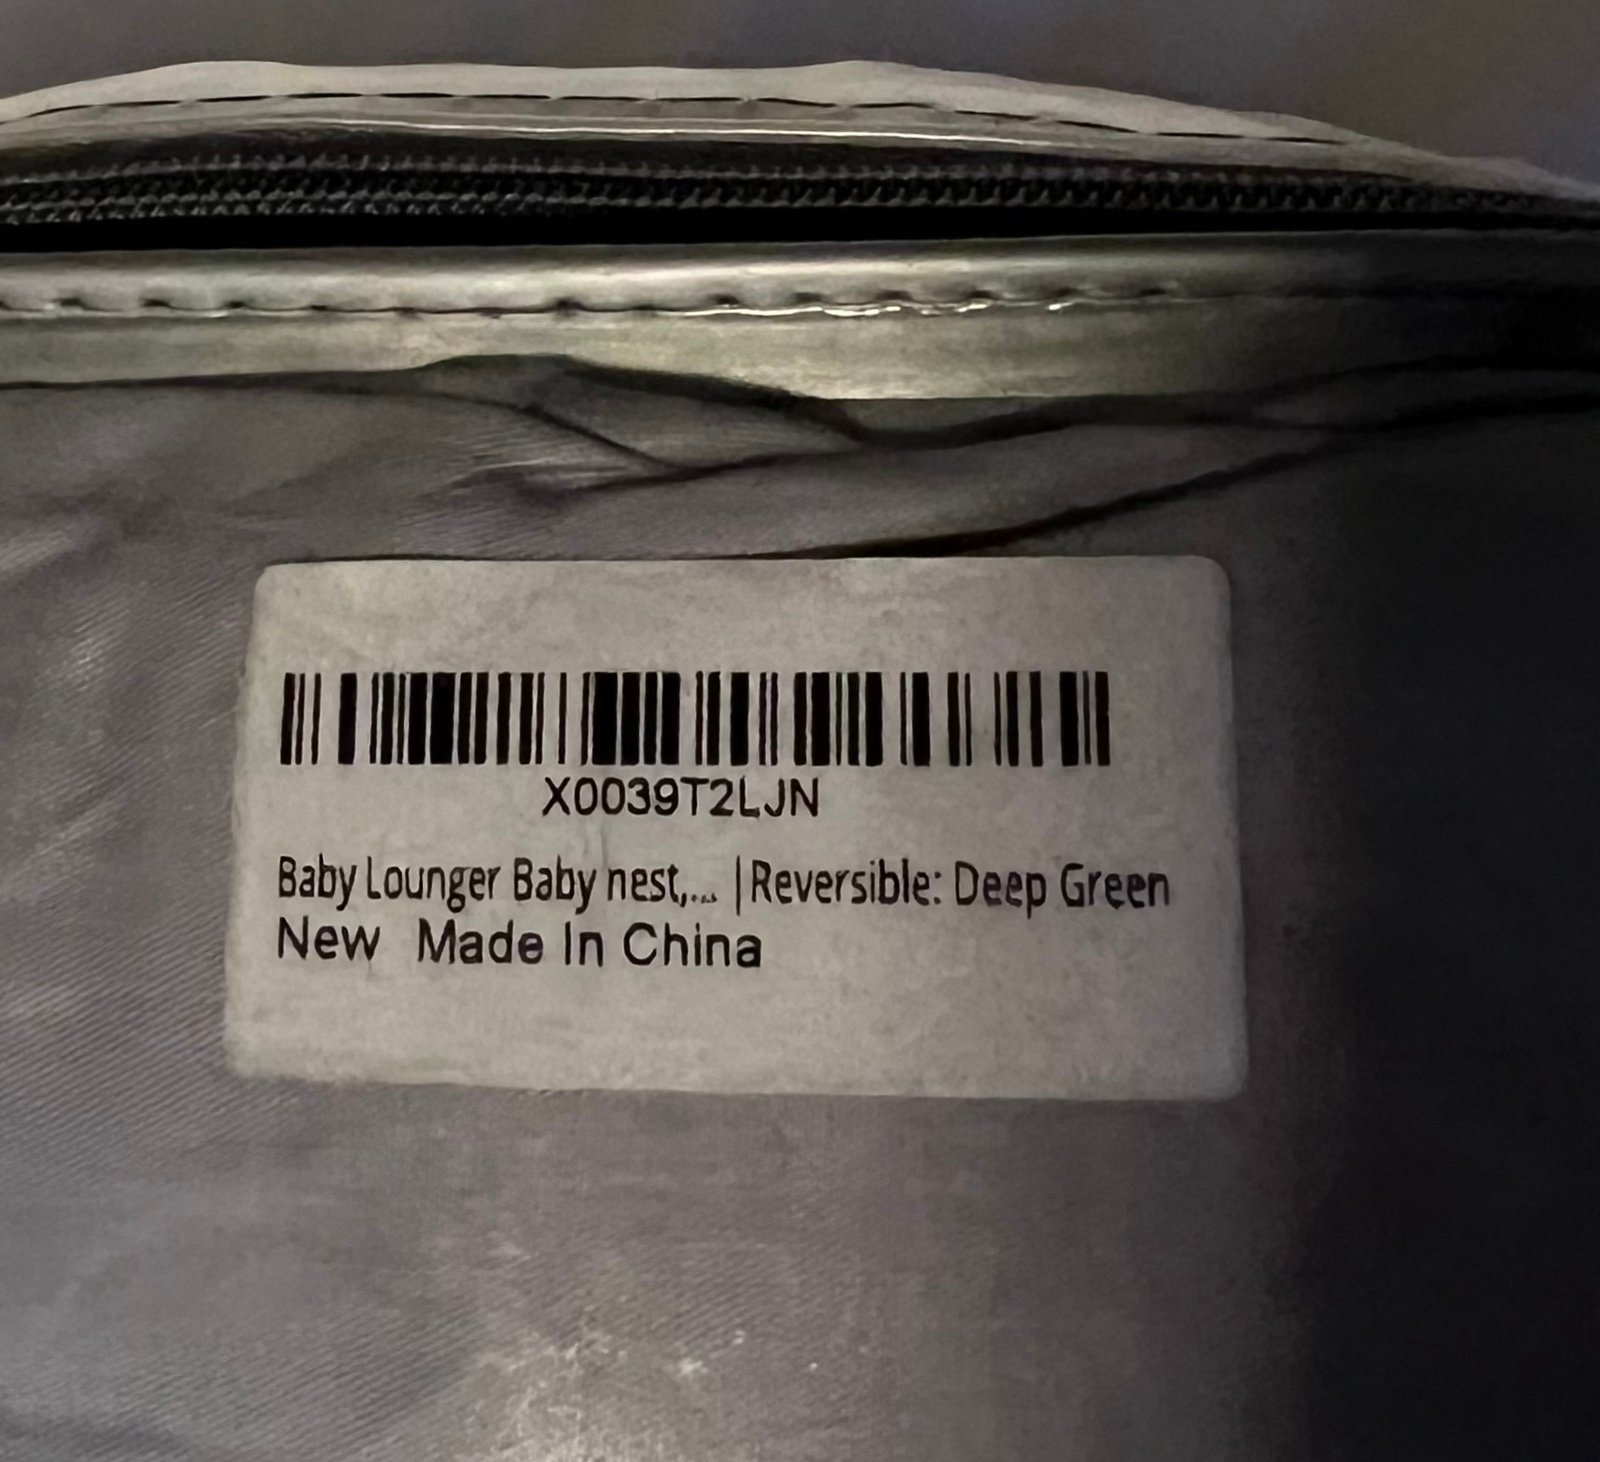 X0039T2LJN
Baby Lounger Baby nest,... |Reversible: Deep Green
New Made In China